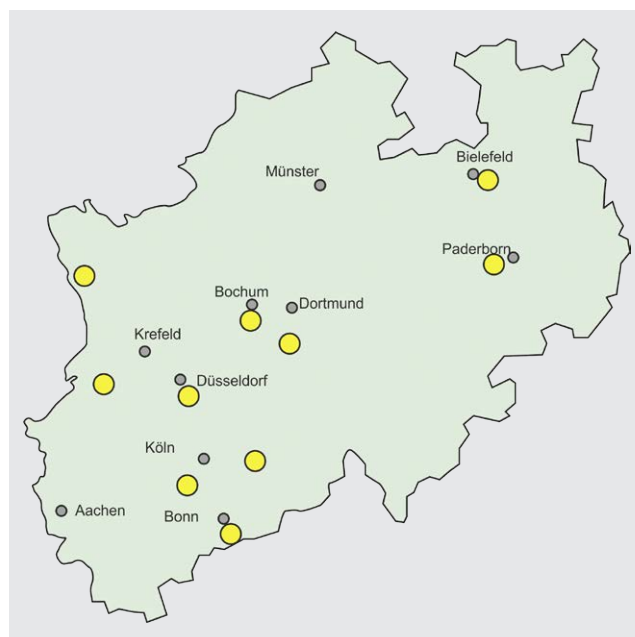 Bielefeld
Münster
Paderborn
Bochum
Dortmund
Krefeld
Düsseldorf
Köln
Aachen
Bonn